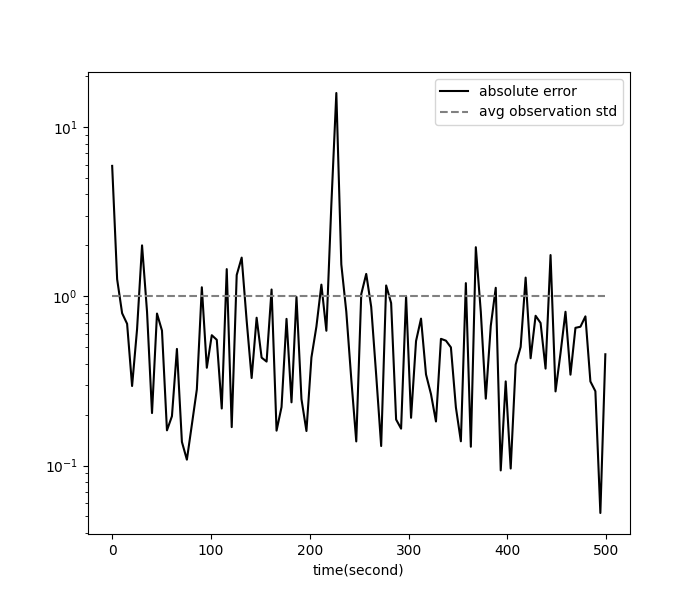 absolute error
avg observation std
10¹
10⁰
10⁻¹
0 100 200 300 400 500
time(second)